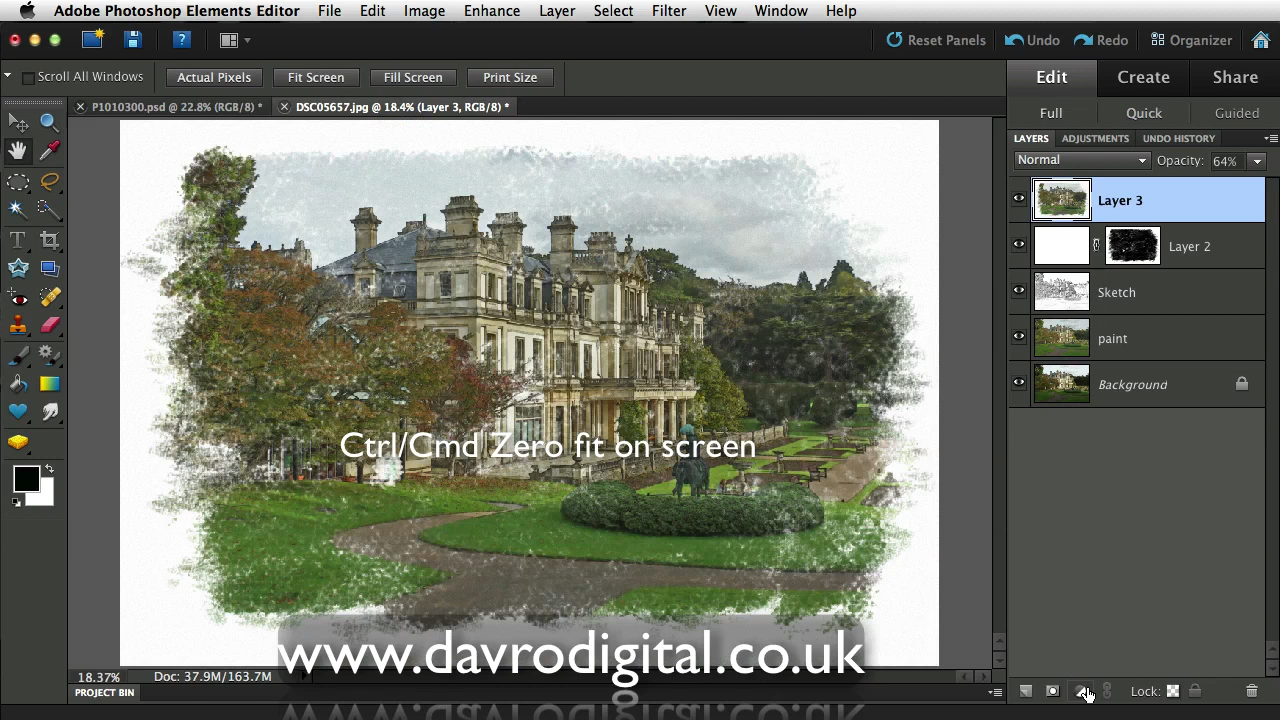 Adobe Photoshop Elements Editor File Edit Image Enhance Layer Select Filter View Window Help
Reset Panels Undo Redo Organizer
Scroll All Windows Actual Pixels Fit Screen Fill Screen Print Size
Edit Create Share
P1010300.psd @ 22.8% (RGB/8) * DSC05657.jpg @ 18.4% (Layer 3, RGB/8) *
Full Quick Guided
LAYERS ADJUSTMENTS UNDO HISTORY
Normal Opacity: 64%
Layer 3
Layer 2
Sketch
paint
Background
Ctrl/Cmd Zero fit on screen
www.davrodigital.co.uk
18.37% Doc: 37.9M/163.7M
PROJECT BIN
Lock: